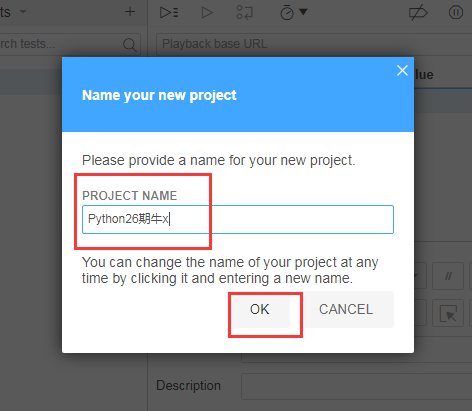 ts
+
rch tests...
Playback base URL
lue
Name your new project
Please provide a name for your new project.
PROJECT NAME
Python26期牛x
You can change the name of your project at any
time by clicking it and entering a new name.
OK
CANCEL
//
Description